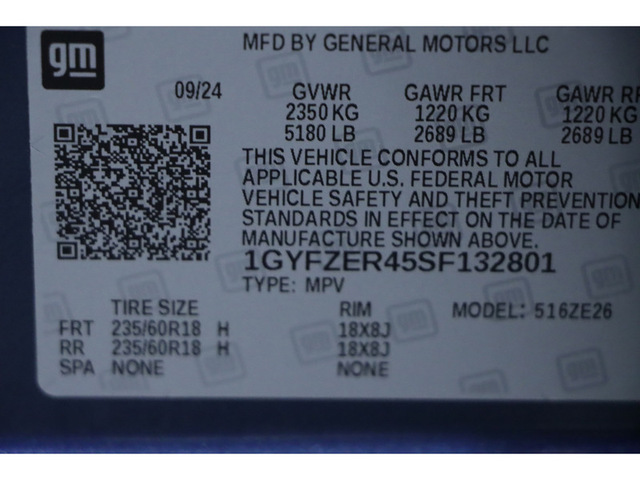 gm
MFD BY GENERAL MOTORS LLC
09/24 GVWR GAWR FRT GAWR RR
2350 KG 1220 KG 1220 KG
5180 LB 2689 LB 2689 LB
THIS VEHICLE CONFORMS TO ALL
APPLICABLE U.S. FEDERAL MOTOR
VEHICLE SAFETY AND THEFT PREVENTION
STANDARDS IN EFFECT ON THE DATE OF
MANUFACTURE SHOWN ABOVE.
1GYFZER45SF132801
TYPE: MPV
TIRE SIZE RIM MODEL: 516ZE26
FRT 235/60R18 H 18X8J
RR 235/60R18 H 18X8J
SPA NONE NONE